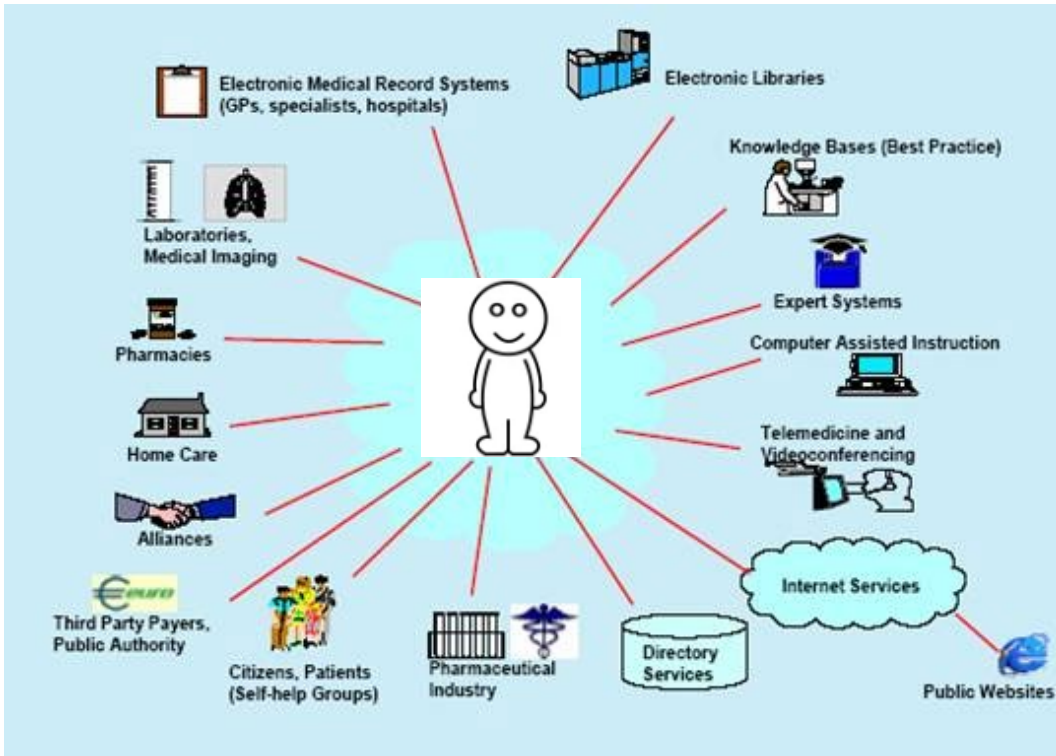 Electronic Medical Record Systems
(GPs, specialists, hospitals)
Electronic Libraries
Knowledge Bases (Best Practice)
Laboratories,
Medical Imaging
Expert Systems
Pharmacies
Computer Assisted Instruction
Home Care
Telemedicine and
Videoconferencing
Alliances
Internet Services
euro
Third Party Payers,
Public Authority
Citizens, Patients
(Self-help Groups)
Pharmaceutical
Industry
Directory
Services
Public Websites